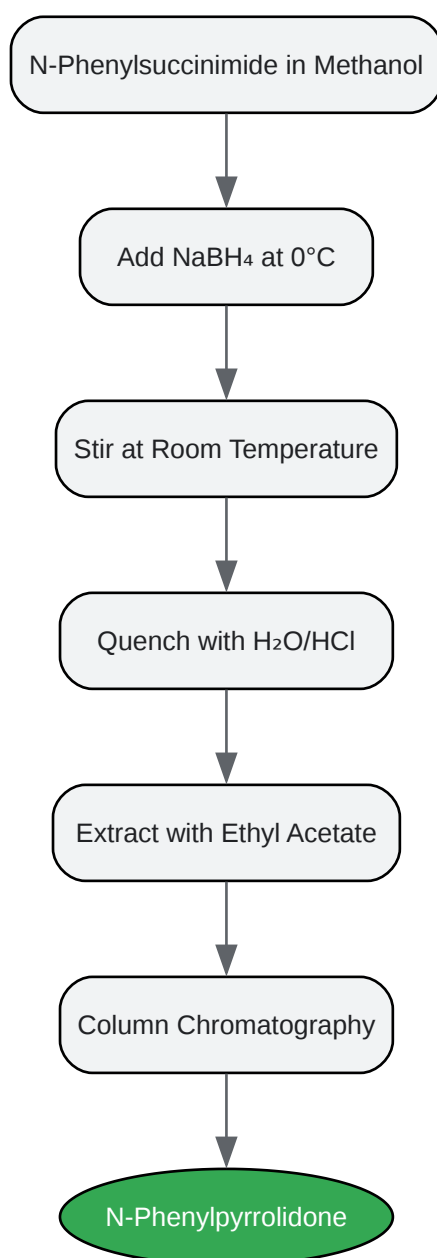 N-Phenylsuccinimide in Methanol
Add NaBH₄ at 0°C
Stir at Room Temperature
Quench with H₂O/HCl
Extract with Ethyl Acetate
Column Chromatography
N-Phenylpyrrolidone